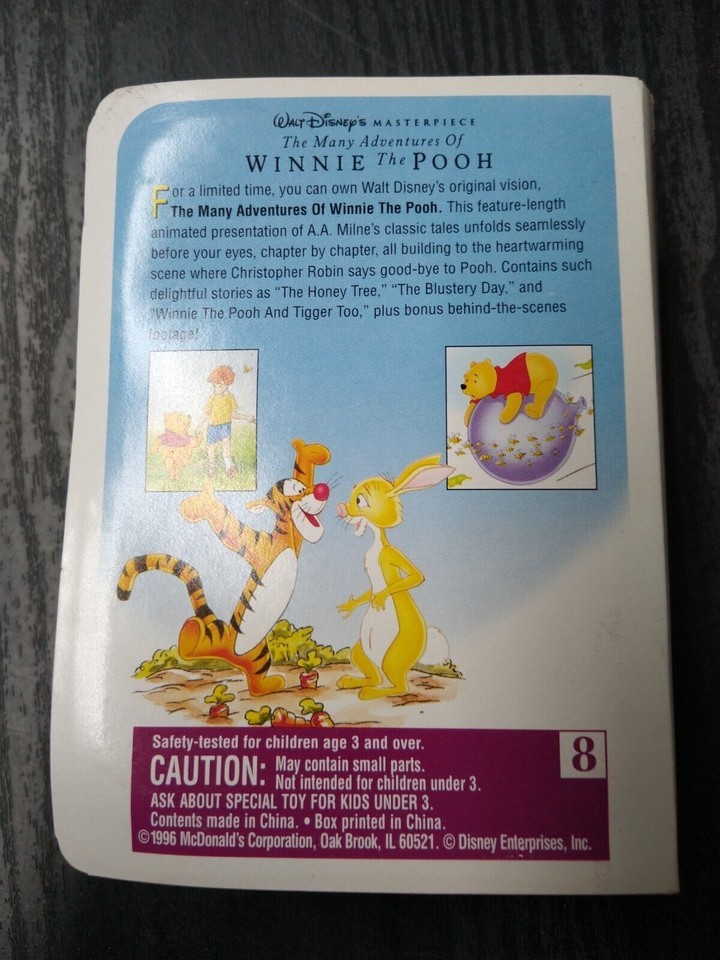 WALT DISNEY'S MASTERPIECE
The Many Adventures Of
WINNIE The POOH
For a limited time, you can own Walt Disney's original vision,
The Many Adventures Of Winnie The Pooh. This feature-length
animated presentation of A.A. Milne's classic tales unfolds seamlessly
before your eyes, chapter by chapter, all building to the heartwarming
scene where Christopher Robin says good-bye to Pooh. Contains such
delightful stories as "The Honey Tree," "The Blustery Day," and
"Winnie The Pooh And Tigger Too," plus bonus behind-the-scenes
footage!
Safety-tested for children age 3 and over.
8
CAUTION: May contain small parts.
Not intended for children under 3.
ASK ABOUT SPECIAL TOY FOR KIDS UNDER 3.
Contents made in China. • Box printed in China.
©1996 McDonald's Corporation, Oak Brook, IL 60521. © Disney Enterprises, Inc.